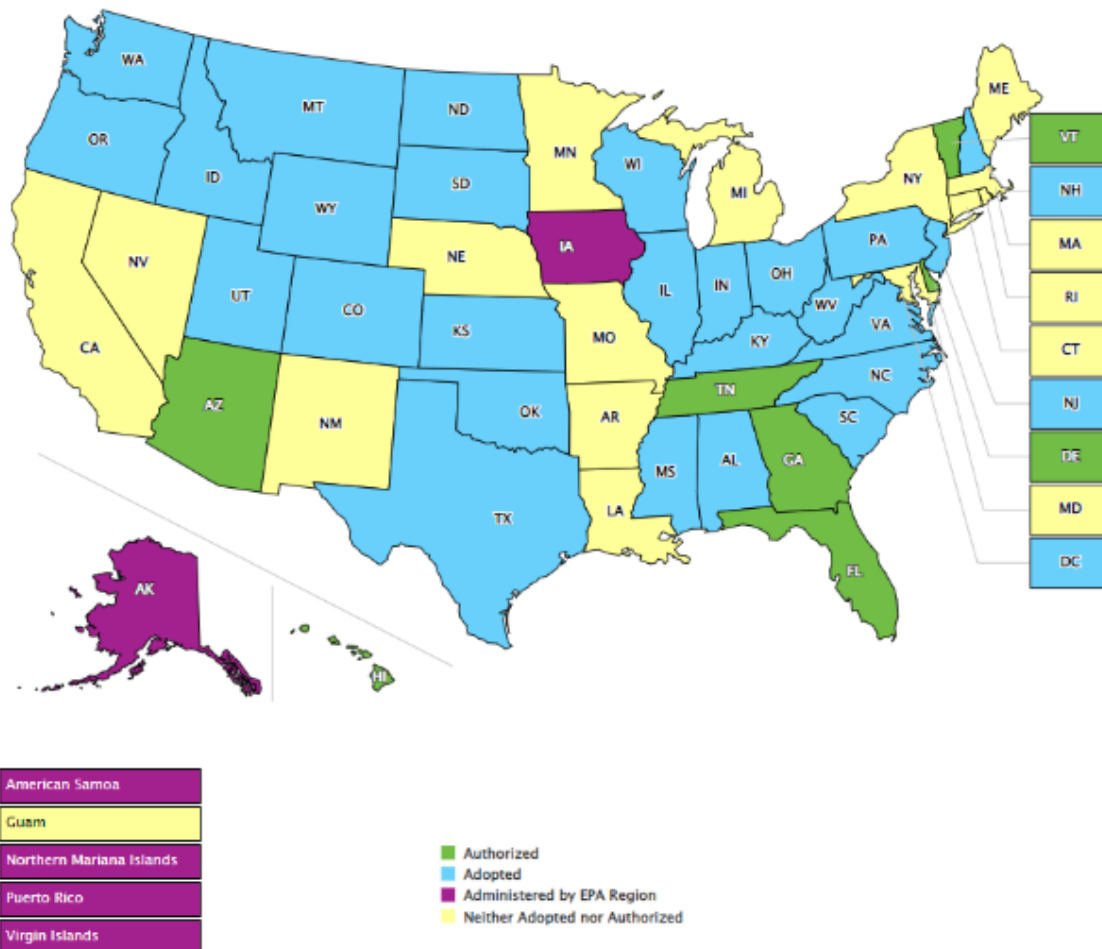 WA
MT
ND
MN
ME
VT
OR
ID
SD
WI
MI
NY
NH
WY
IA
PA
MA
NV
NE
IL
IN
OH
RI
UT
CO
KS
MO
WV
VA
CT
CA
KY
NC
NJ
AZ
NM
OK
AR
TN
SC
DE
TX
MS
AL
GA
LA
MD
FL
DC
AK
HI
American Samoa
Guam
Northern Mariana Islands
Puerto Rico
Virgin Islands
Authorized
Adopted
Administered by EPA Region
Neither Adopted nor Authorized